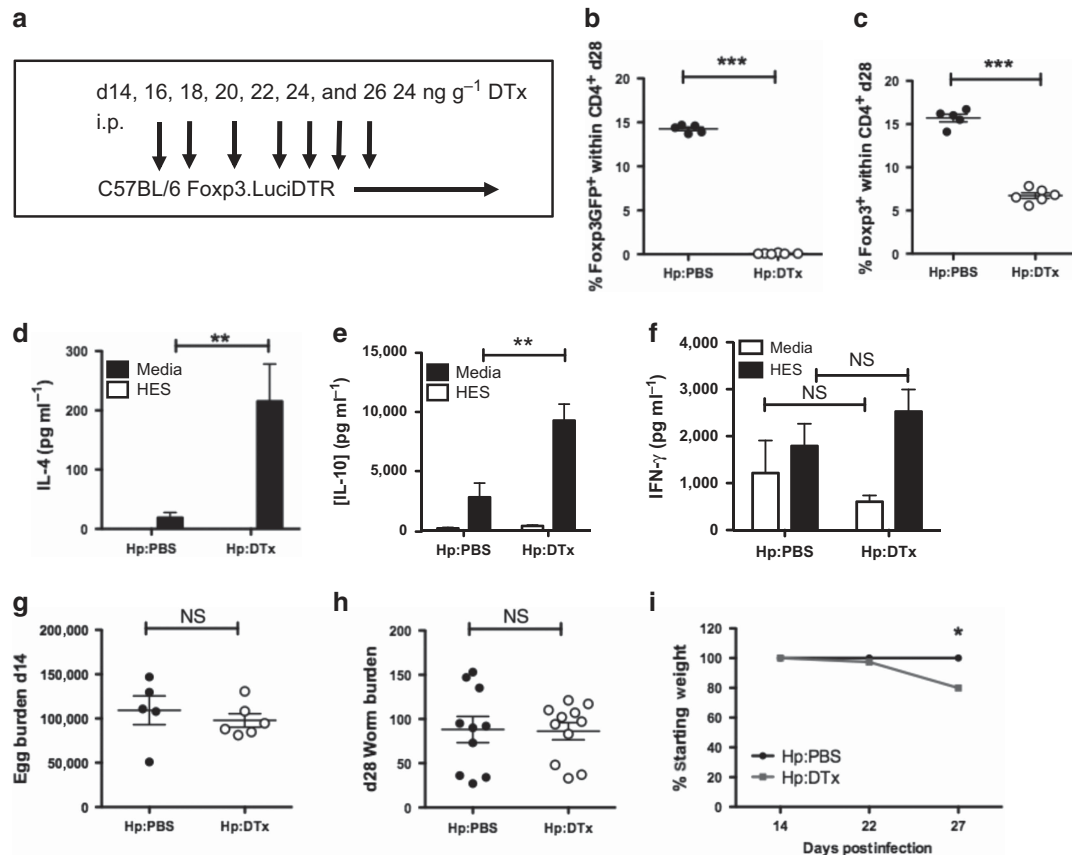 a
d14, 16, 18, 20, 22, 24, and 26 24 ng g⁻¹ DTx
i.p.
C57BL/6 Foxp3.LuciDTR
b
% Foxp3GFP⁺ within CD4⁺ d28
20
15
10
5
0
***
Hp:PBS
Hp:DTx
c
% Foxp3⁺ within CD4⁺ d28
20
15
10
5
0
***
Hp:PBS
Hp:DTx
d
IL-4 (pg ml⁻¹)
300
200
100
0
Media
HES
**
Hp:PBS
Hp:DTx
e
[IL-10] (pg ml⁻¹)
15,000
10,000
5,000
0
Media
HES
**
Hp:PBS
Hp:DTx
f
IFN-γ (pg ml⁻¹)
4,000
3,000
2,000
1,000
0
Media
HES
NS
NS
Hp:PBS
Hp:DTx
g
Egg burden d14
200,000
150,000
100,000
50,000
0
NS
Hp:PBS
Hp:DTx
h
d28 Worm burden
200
150
100
50
0
NS
Hp:PBS
Hp:DTx
i
% Starting weight
120
100
80
60
40
20
0
*
Hp:PBS
Hp:DTx
14
22
27
Days postinfection